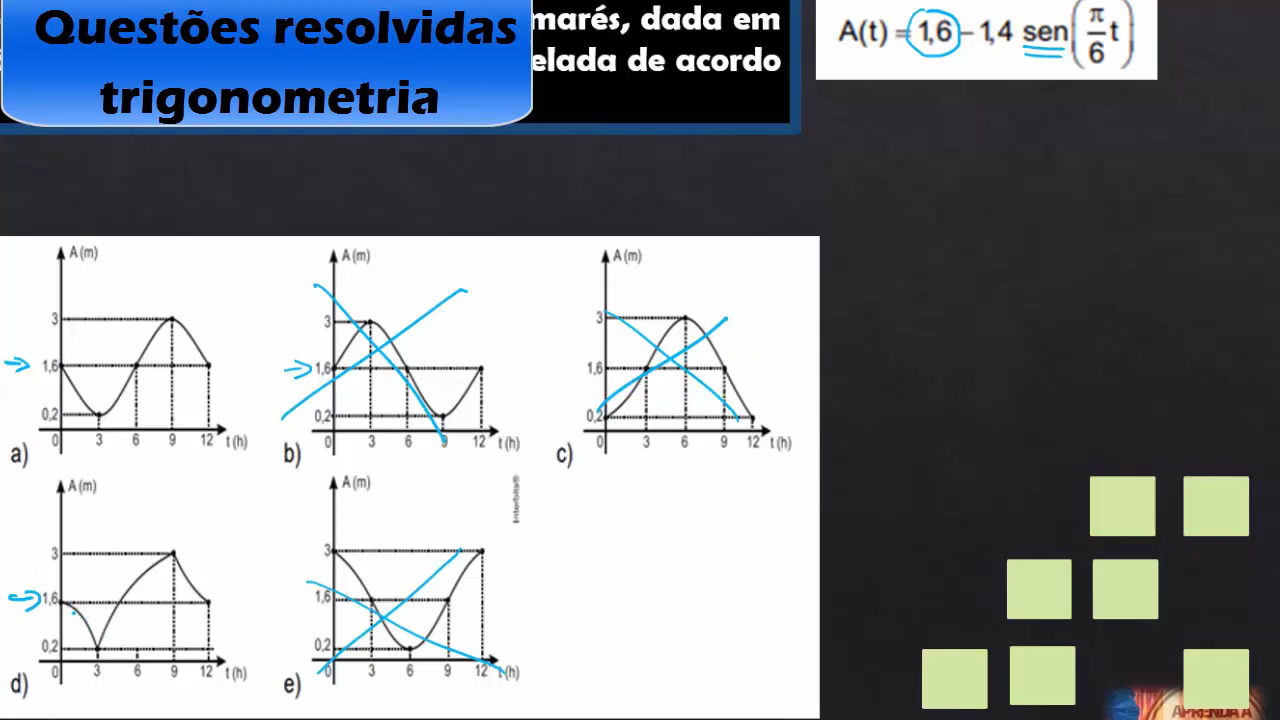 Questões resolvidas
trigonometria
marés, dada em
elada de acordo
A(t) = 1,6 – 1,4 sen(π/6 t)
A (m)
3
1,6
0,2
0
3
6
9
12
t (h)
a)
A (m)
3
1,6
0,2
0
3
6
9
12
t (h)
b)
A (m)
3
1,6
0,2
0
3
6
9
12
t (h)
c)
A (m)
3
1,6
0,2
0
3
6
9
12
t (h)
d)
A (m)
3
1,6
0,2
0
3
6
9
12
t (h)
e)
Interbits®
APRENDA A